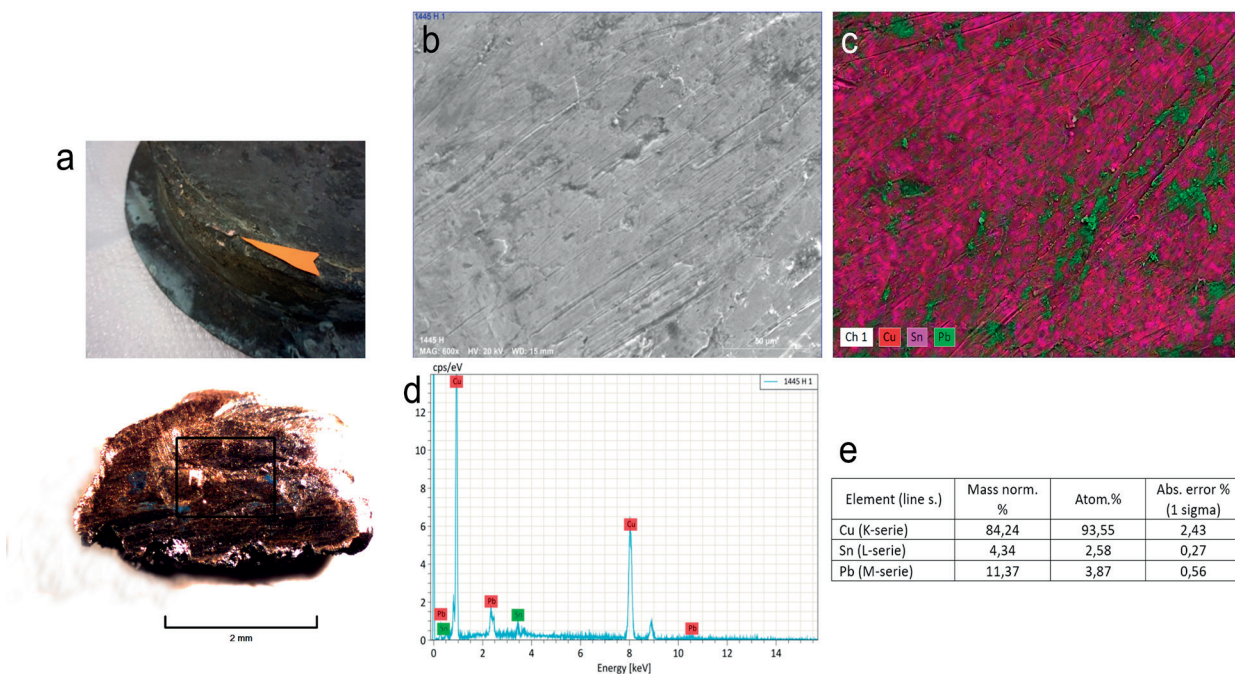 a
2 mm
b
1445 H 1
1445 H
MAG: 600x HV: 20 kV WD: 15 mm
50 µm
c
Ch 1 Cu Sn Pb
d
cps/eV
1445 H 1
Cu
Cu
Pb
Pb
Sn
Sn
Pb
12
10
8
6
4
2
0
0 2 4 6 8 10 12 14
Energy [keV]
e
Element (line s.) Mass norm. % Atom.% Abs. error % (1 sigma)
Cu (K-serie) 84,24 93,55 2,43
Sn (L-serie) 4,34 2,58 0,27
Pb (M-serie) 11,37 3,87 0,56